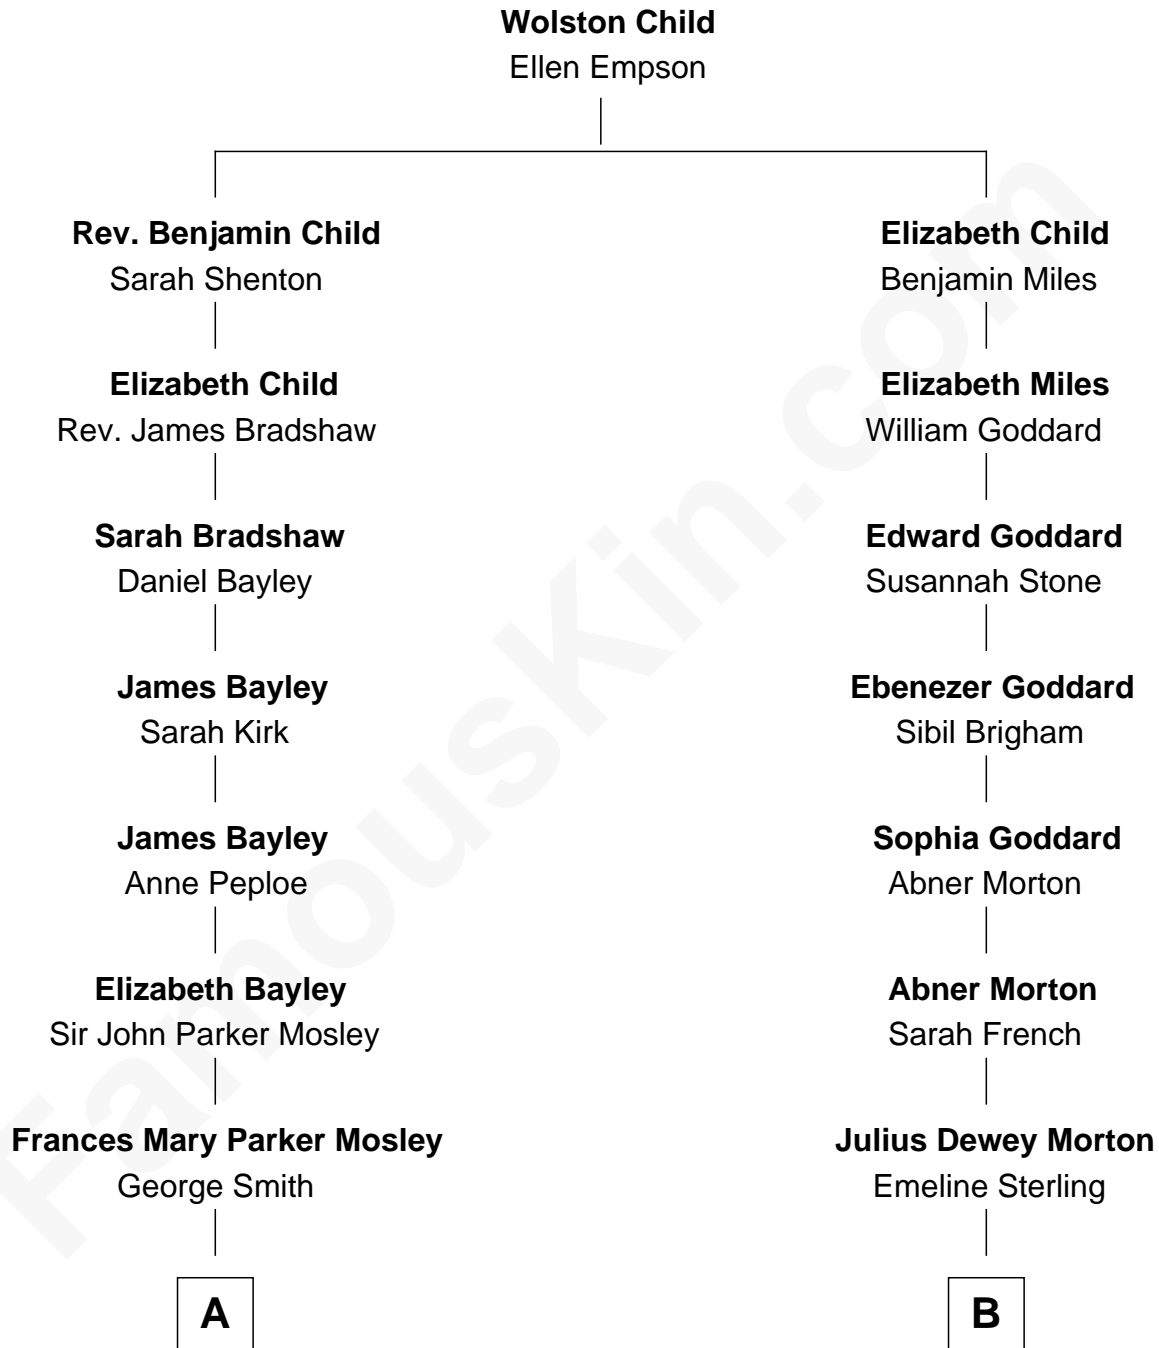 Wolston Child
Ellen Empson
Rev. Benjamin Child
Sarah Shenton
Elizabeth Child
Rev. James Bradshaw
Sarah Bradshaw
Daniel Bayley
James Bayley
Sarah Kirk
James Bayley
Anne Peploe
Elizabeth Bayley
Sir John Parker Mosley
Frances Mary Parker Mosley
George Smith
A
Elizabeth Child
Benjamin Miles
Elizabeth Miles
William Goddard
Edward Goddard
Susannah Stone
Ebenezer Goddard
Sibil Brigham
Sophia Goddard
Abner Morton
Abner Morton
Sarah French
Julius Dewey Morton
Emeline Sterling
B
FamousKin.com